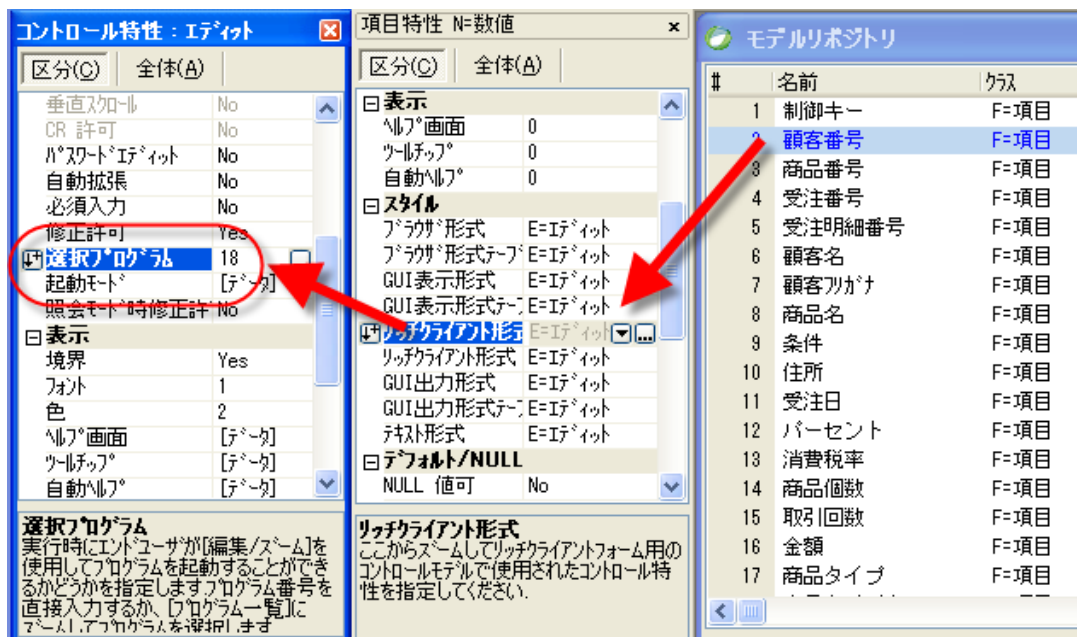 コントロール特性：ｴﾃﾞｨｯﾄ
区分(C) 全体(A)
垂直ｽｸﾛｰﾙ No
CR 許可 No
ﾊﾟｽﾜｰﾄﾞｴﾃﾞｨｯﾄ No
自動拡張 No
必須入力 No
修正許可 Yes
選択ﾌﾟﾛｸﾞﾗﾑ 18
起動ﾓｰﾄﾞ [ﾃﾞｰﾀ]
照会ﾓｰﾄﾞ時修正許 No
表示
境界 Yes
ﾌｫﾝﾄ 1
色 2
ﾍﾙﾌﾟ画面 [ﾃﾞｰﾀ]
ﾂｰﾙﾁｯﾌﾟ [ﾃﾞｰﾀ]
自動ﾍﾙﾌﾟ [ﾃﾞｰﾀ]
選択ﾌﾟﾛｸﾞﾗﾑ
実行時にｴﾝﾄﾞﾕｰｻﾞが[編集/ｽﾞｰﾑ]を
使用してﾌﾟﾛｸﾞﾗﾑを起動することができ
るかどうかを指定しますﾌﾟﾛｸﾞﾗﾑ番号を
直接入力するか、[ﾌﾟﾛｸﾞﾗﾑ一覧]に
ｽﾞｰﾑしてﾌﾟﾛｸﾞﾗﾑを選択します
項目特性 N=数値
区分(C) 全体(A)
表示
ﾍﾙﾌﾟ画面 0
ﾂｰﾙﾁｯﾌﾟ 0
自動ﾍﾙﾌﾟ 0
ｽﾀｲﾙ
ﾌﾞﾗｳｻﾞ形式 E=ｴﾃﾞｨｯﾄ
ﾌﾞﾗｳｻﾞ形式ﾃｰﾌﾞ E=ｴﾃﾞｨｯﾄ
GUI表示形式 E=ｴﾃﾞｨｯﾄ
GUI表示形式ﾃｰﾌ E=ｴﾃﾞｨｯﾄ
ﾘｯﾁｸﾗｲｱﾝﾄ形式 E=ｴﾃﾞｨｯﾄ
ﾘｯﾁｸﾗｲｱﾝﾄ形式 E=ｴﾃﾞｨｯﾄ
GUI出力形式 E=ｴﾃﾞｨｯﾄ
GUI出力形式ﾃｰﾌ E=ｴﾃﾞｨｯﾄ
ﾃｷｽﾄ形式 E=ｴﾃﾞｨｯﾄ
ﾃﾞﾌｫﾙﾄ/NULL
NULL 値可 No
ﾘｯﾁｸﾗｲｱﾝﾄ形式
ここからｽﾞｰﾑしてﾘｯﾁｸﾗｲｱﾝﾄﾌｫｰﾑ用の
ｺﾝﾄﾛｰﾙﾓﾃﾞﾙで使用されたｺﾝﾄﾛｰﾙ特
性を指定してください.
モデルリポジトリ
# 名前 ｸﾗｽ
1 制御キー F=項目
2 顧客番号 F=項目
3 商品番号 F=項目
4 受注番号 F=項目
5 受注明細番号 F=項目
6 顧客名 F=項目
7 顧客ﾌﾘｶﾞﾅ F=項目
8 商品名 F=項目
9 条件 F=項目
10 住所 F=項目
11 受注日 F=項目
12 パーセント F=項目
13 消費税率 F=項目
14 商品個数 F=項目
15 取引回数 F=項目
16 金額 F=項目
17 商品タイプ F=項目